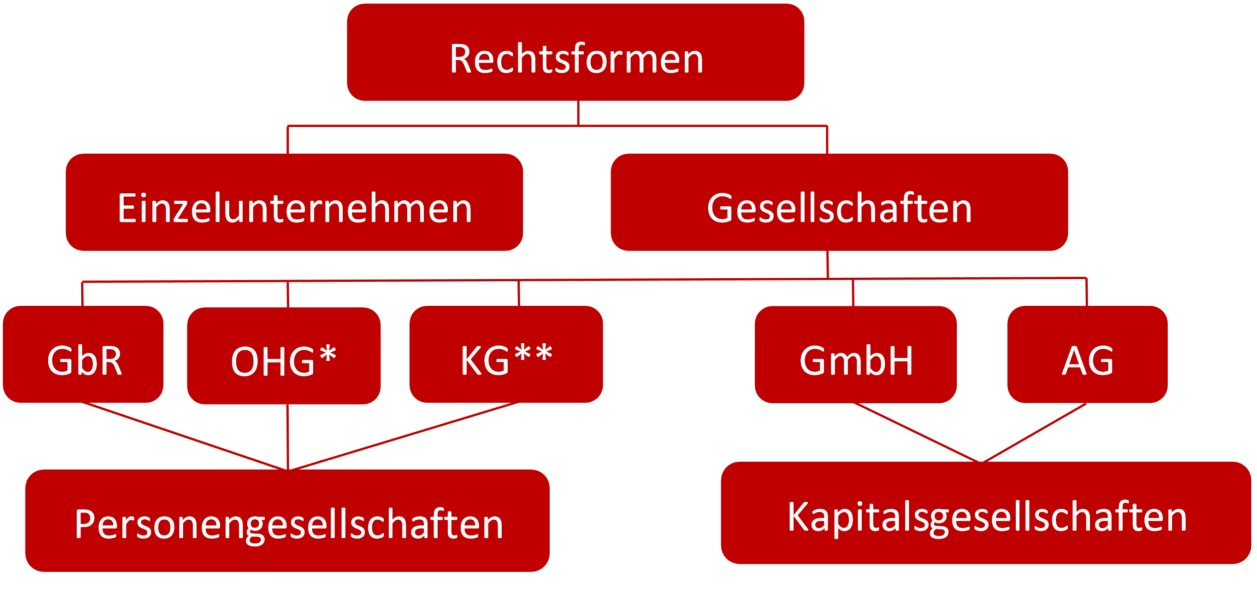 Rechtsformen
Einzelunternehmen
Gesellschaften
GbR
OHG*
KG**
GmbH
AG
Personengesellschaften
Kapitalsgesellschaften